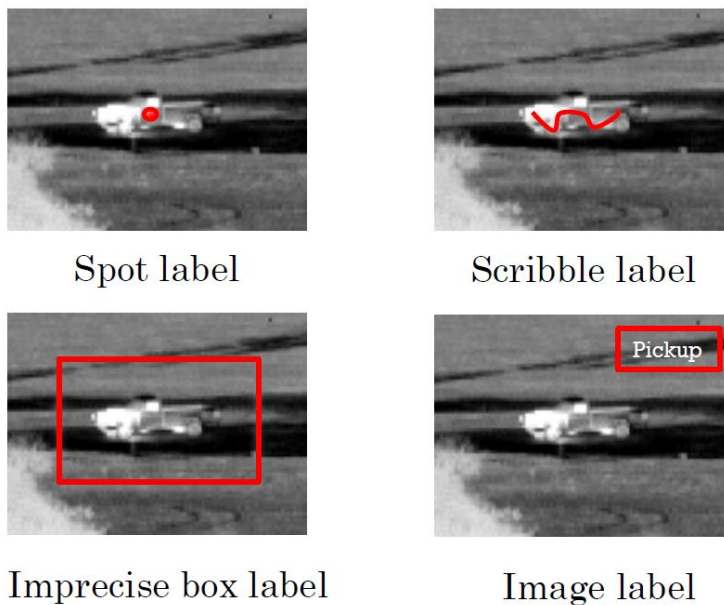 Spot label
Scribble label
Pickup
Imprecise box label
Image label